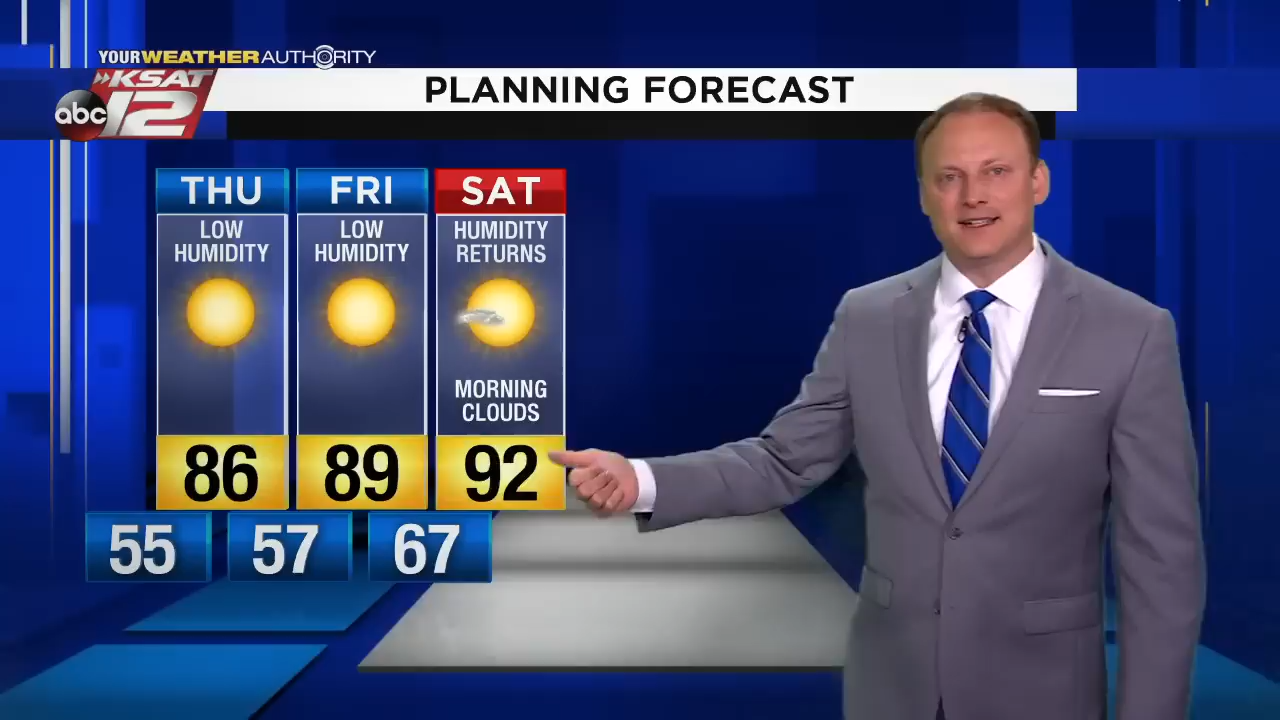 YOURWEATHERAUTHORITY
KSAT
abc 12
PLANNING FORECAST
THU FRI SAT
LOW HUMIDITY
LOW HUMIDITY
HUMIDITY RETURNS
MORNING CLOUDS
86 89 92
55 57 67